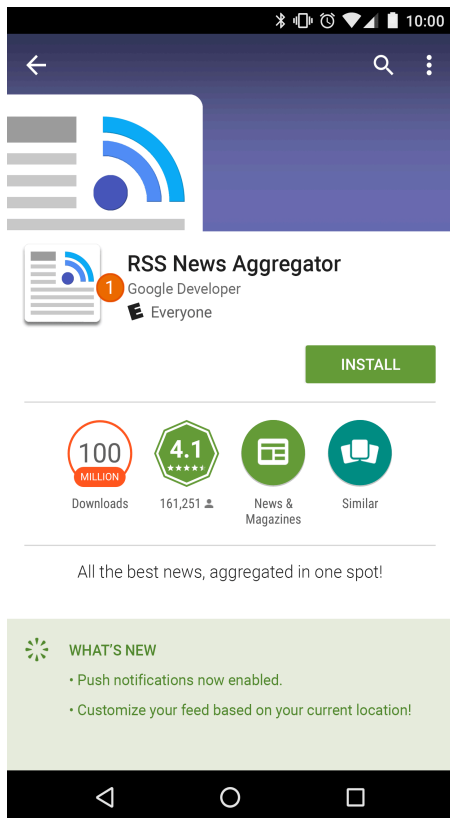 10:00
RSS News Aggregator
1
Google Developer
E Everyone
INSTALL
100
MILLION
4.1
Downloads
161,251
News &
Magazines
Similar
All the best news, aggregated in one spot!
WHAT'S NEW
• Push notifications now enabled.
• Customize your feed based on your current location!